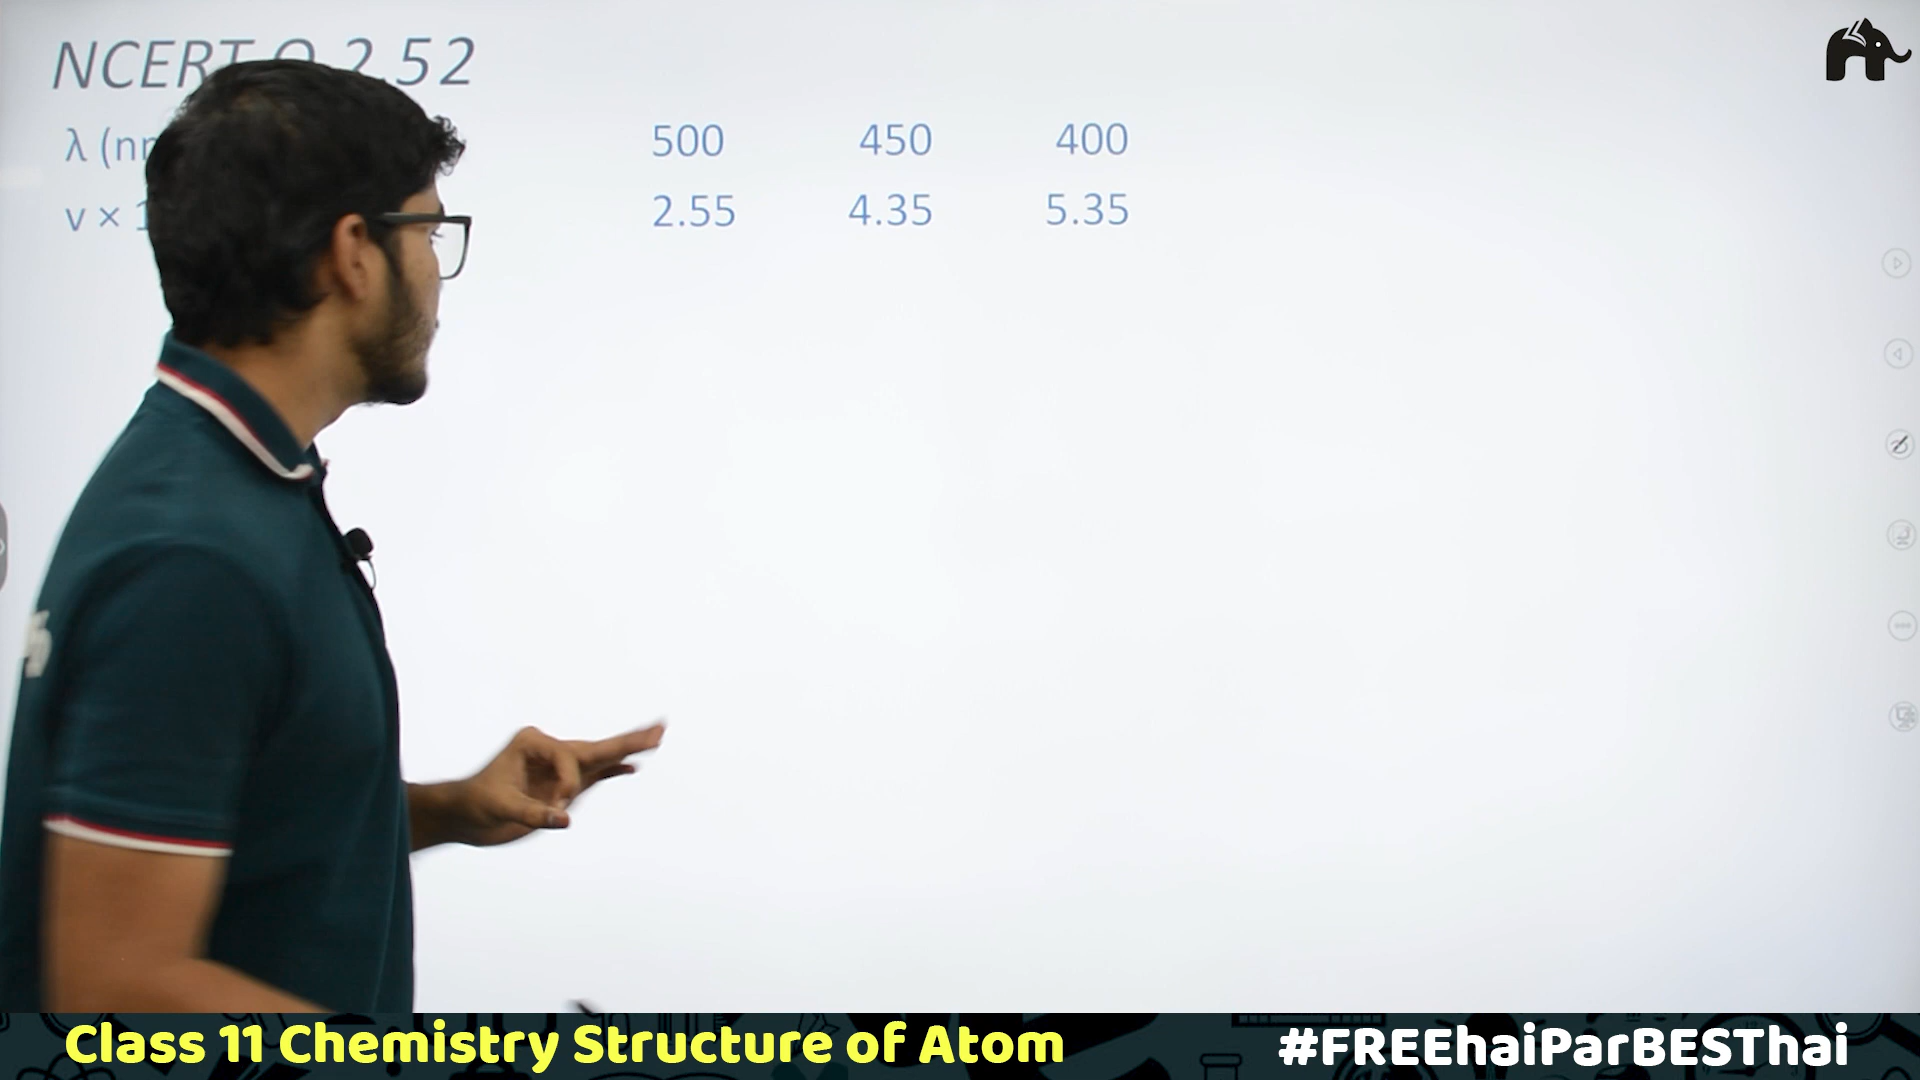 NCERT Q 2.52
λ (nm 500 450 400
v × 1 2.55 4.35 5.35
Class 11 Chemistry Structure of Atom
#FREEhaiParBESThai